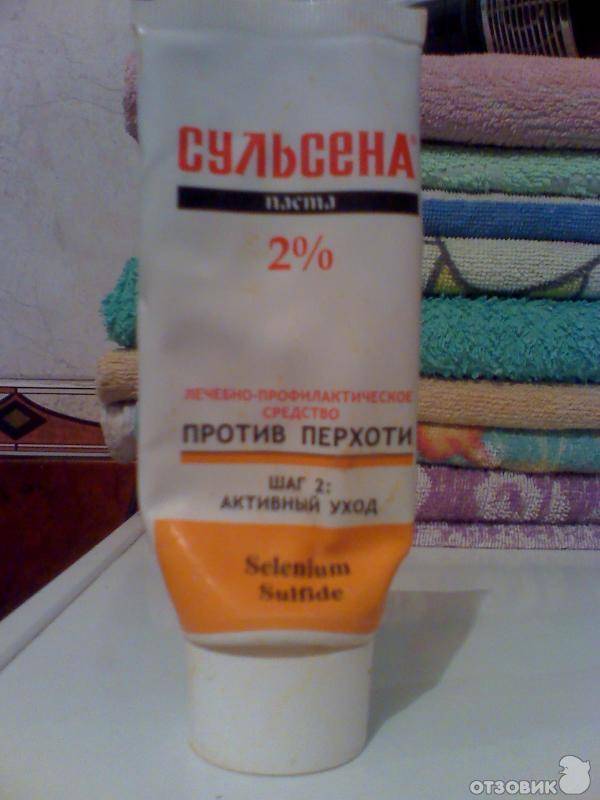 СУЛЬСЕНА®
паста
2%
ЛЕЧЕБНО-ПРОФИЛАКТИЧЕСКОЕ
СРЕДСТВО
ПРОТИВ ПЕРХОТИ
ШАГ 2:
АКТИВНЫЙ УХОД
Selenium
Sulfide
ОТЗОВИК